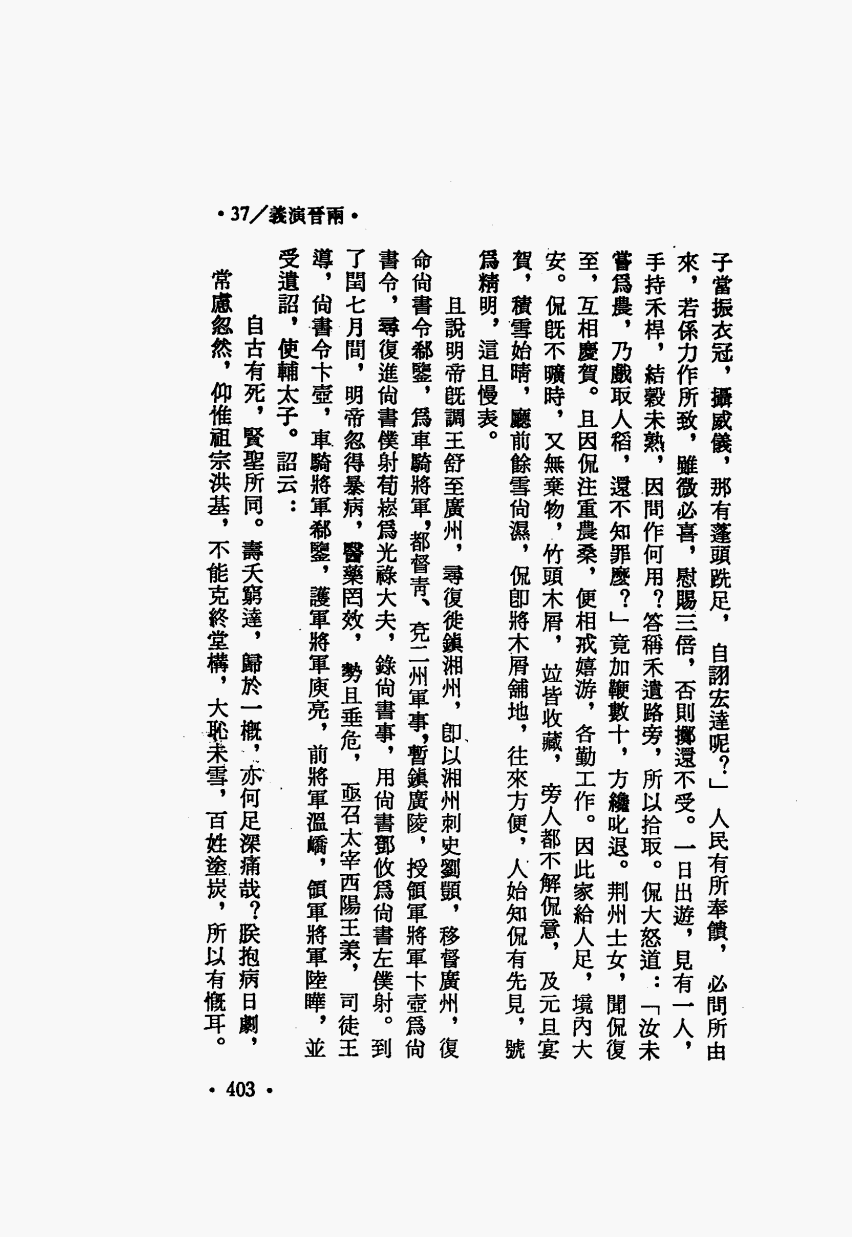 •37／義演晉兩•
子當振衣冠，攝威儀，那有蓬頭跣足，自詡宏達呢？」人民有所奉饋，必問所由
來，若係力作所致，雖微必喜，慰賜三倍，否則擲還不受。一日出遊，見有一人，
手持禾稈，結穀未熟，因問作何用？答稱禾遺路旁，所以拾取。侃大怒道：「汝未
嘗爲農，乃戲取人稻，還不知罪麼？」竟加鞭數十，方纔叱退。荆州士女，聞侃復
至，互相慶賀。且因侃注重農桑，便相戒嬉游，各勤工作。因此家給人足，境內大
安。侃旣不曠時，又無棄物，竹頭木屑，竝皆收藏，旁人都不解侃意，及元旦宴
賀，積雪始晴，廳前餘雪尙濕，侃卽將木屑舖地，往來方便，人始知侃有先見，號
爲精明，這且慢表。
且說明帝旣調王舒至廣州，尋復徙鎮湘州，卽以湘州刺史劉顗，移督廣州，復
命尙書令郗鑒，爲車騎將軍，都督靑、兗二州軍事，暫鎮廣陵，授領軍將軍卞壺爲尙
書令，尋復進尙書僕射荀崧爲光祿大夫，錄尙書事，用尙書鄧攸爲尙書左僕射。到
了閏七月間，明帝忽得暴病，醫藥罔效，勢且垂危，亟召太宰西陽王羕，司徒王
導，尙書令卞壺，車騎將軍郗鑒，護軍將軍庾亮，前將軍溫嶠，領軍將軍陸曄，並
受遺詔，使輔太子。詔云：
自古有死，賢聖所同。壽夭窮達，歸於一概，亦何足深痛哉？朕抱病日劇，
常慮忽然，仰惟祖宗洪基，不能克終堂構，大恥未雪，百姓塗炭，所以有慨耳。
•403•